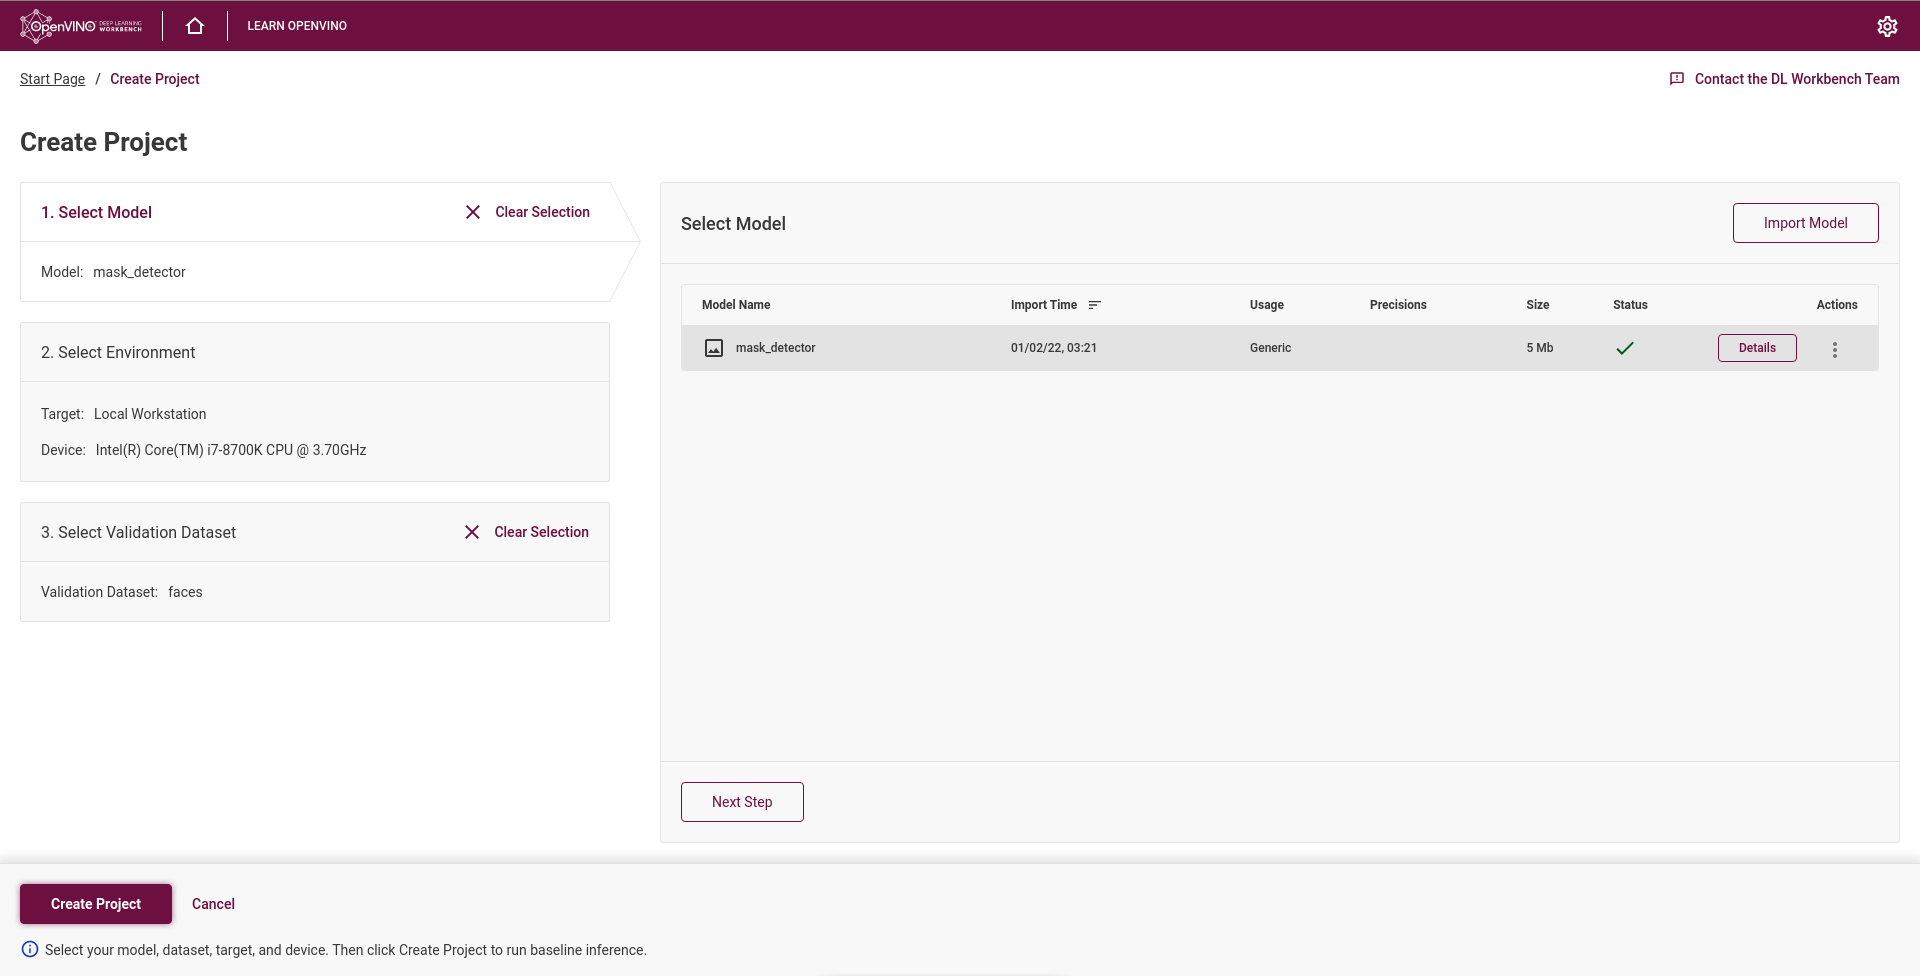 OpenVINO DEEP LEARNING WORKBENCH
LEARN OPENVINO
Start Page / Create Project
Contact the DL Workbench Team
Create Project
1. Select Model
Clear Selection
Model: mask_detector
2. Select Environment
Target: Local Workstation
Device: Intel(R) Core(TM) i7-8700K CPU @ 3.70GHz
3. Select Validation Dataset
Clear Selection
Validation Dataset: faces
Select Model
Import Model
Model Name Import Time Usage Precisions Size Status Actions
mask_detector 01/02/22, 03:21 Generic 5 Mb Details
Next Step
Create Project
Cancel
Select your model, dataset, target, and device. Then click Create Project to run baseline inference.